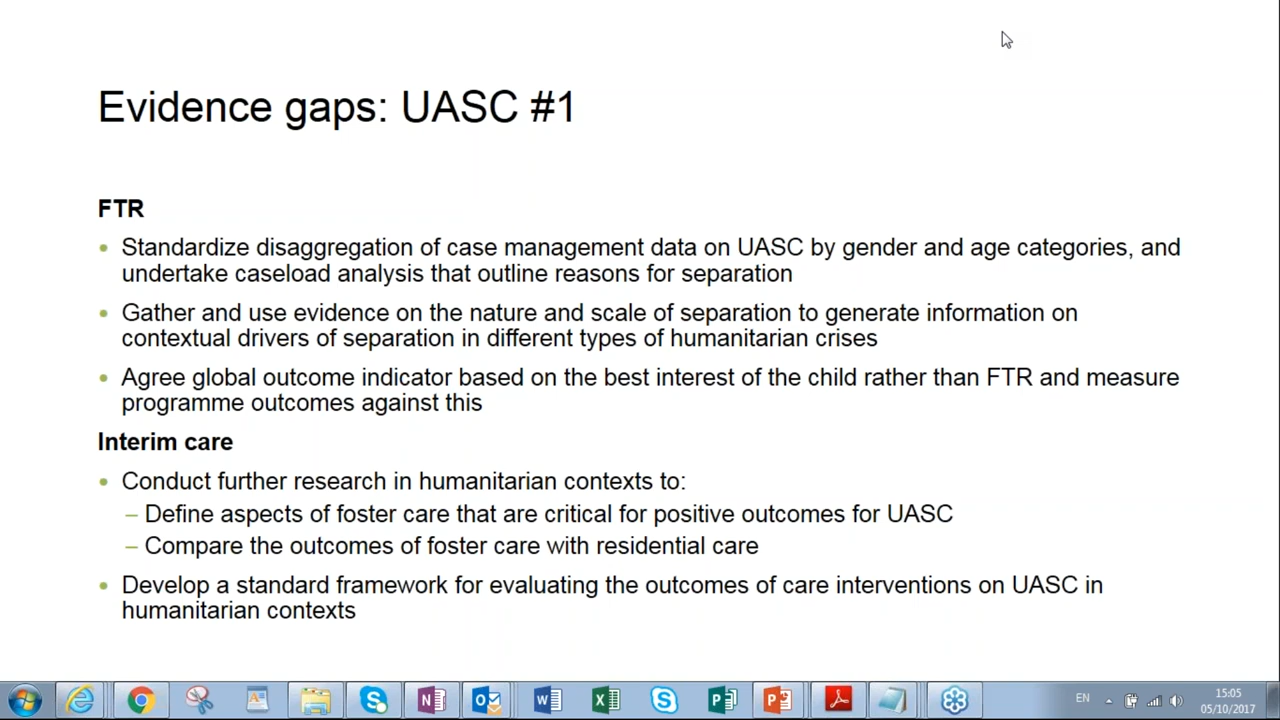 Evidence gaps: UASC #1
FTR
• Standardize disaggregation of case management data on UASC by gender and age categories, and
undertake caseload analysis that outline reasons for separation
• Gather and use evidence on the nature and scale of separation to generate information on
contextual drivers of separation in different types of humanitarian crises
• Agree global outcome indicator based on the best interest of the child rather than FTR and measure
programme outcomes against this
Interim care
• Conduct further research in humanitarian contexts to:
– Define aspects of foster care that are critical for positive outcomes for UASC
– Compare the outcomes of foster care with residential care
• Develop a standard framework for evaluating the outcomes of care interventions on UASC in
humanitarian contexts
EN
15:05
05/10/2017